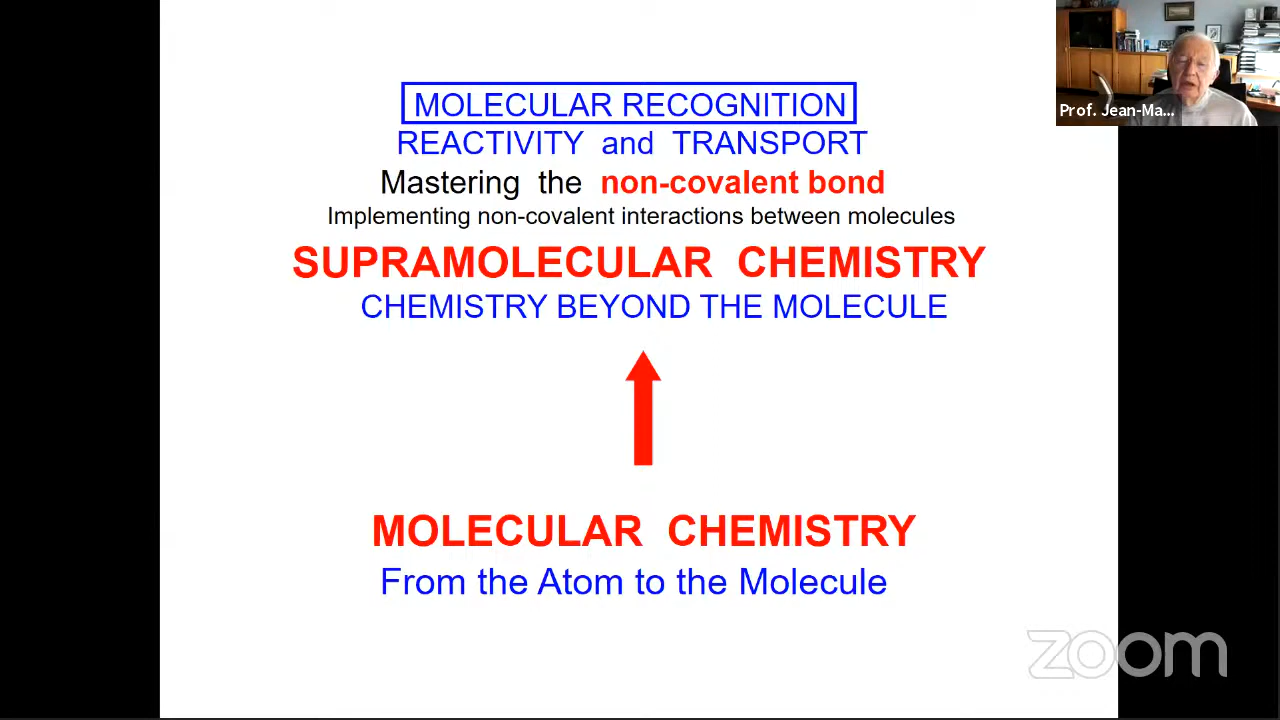 MOLECULAR RECOGNITION
REACTIVITY and TRANSPORT
Mastering the non-covalent bond
Implementing non-covalent interactions between molecules
SUPRAMOLECULAR CHEMISTRY
CHEMISTRY BEYOND THE MOLECULE
MOLECULAR CHEMISTRY
From the Atom to the Molecule
Prof. Jean-Ma...
zoom